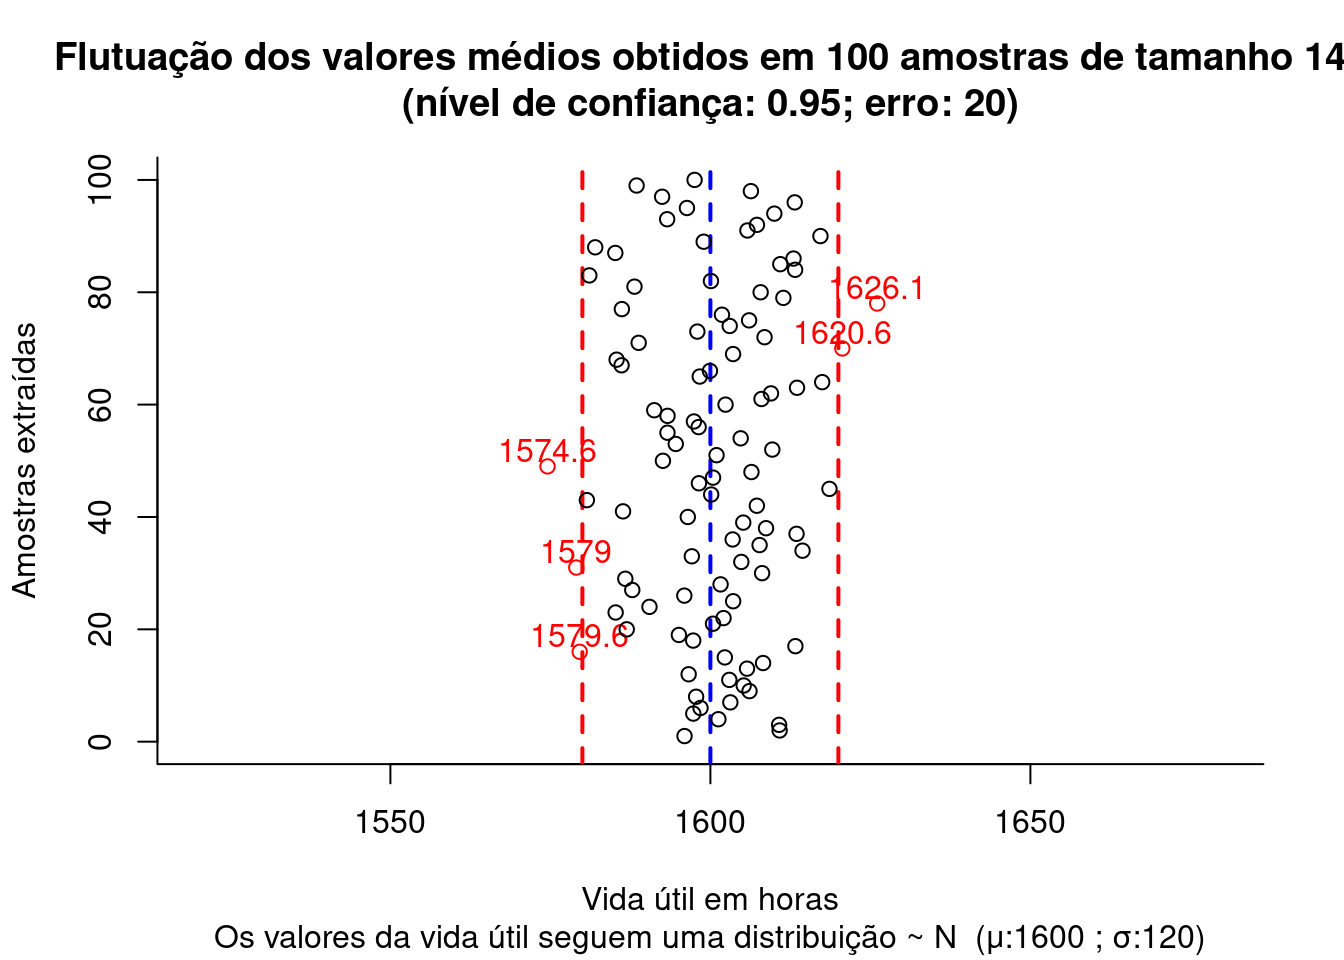 Flutuação dos valores médios obtidos em 100 amostras de tamanho 14
(nível de confiança: 0.95; erro: 20)
Amostras extraídas
100
80
60
40
20
0
1626.1
1620.6
1574.6
1579
1579.6
1550
1600
1650
Vida útil em horas
Os valores da vida útil seguem uma distribuição ~ N (μ:1600 ; σ:120)